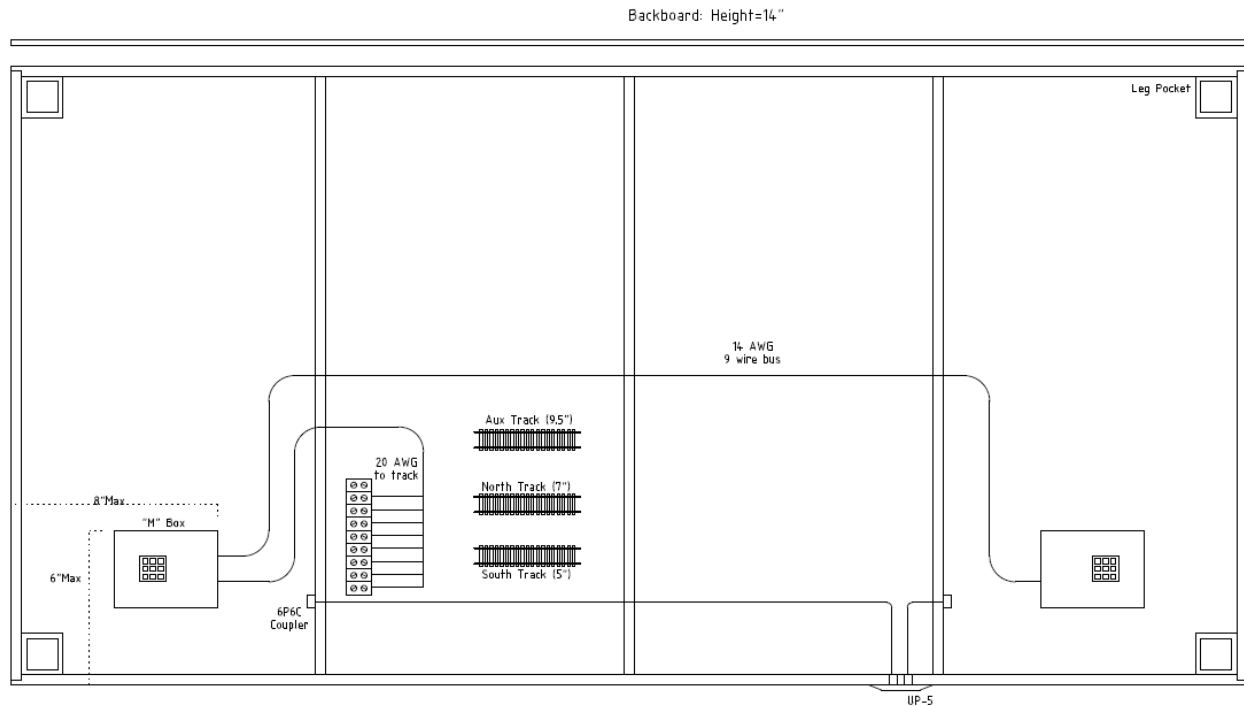 Backboard: Height=14"
Leg Pocket
14 AWG
9 wire bus
Aux Track (9.5")
20 AWG
to track
North Track (7")
8"Max
"M" Box
6"Max
South Track (5")
6P6C
Coupler
UP-5